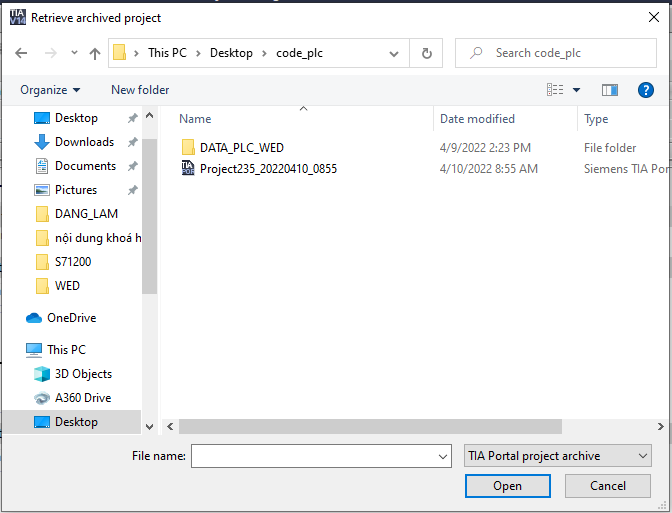 TIA V14 Retrieve archived project
This PC Desktop code_plc Search code_plc
Organize New folder ?
Name Date modified Type
Desktop
Downloads
Documents
Pictures
DANG_LAM
nội dung khoá h
S71200
WED
OneDrive
This PC
3D Objects
A360 Drive
Desktop
DATA_PLC_WED 4/9/2022 2:23 PM File folder
TIA POR Project235_20220410_0855 4/10/2022 8:55 AM Siemens TIA Por
File name: TIA Portal project archive
Open Cancel